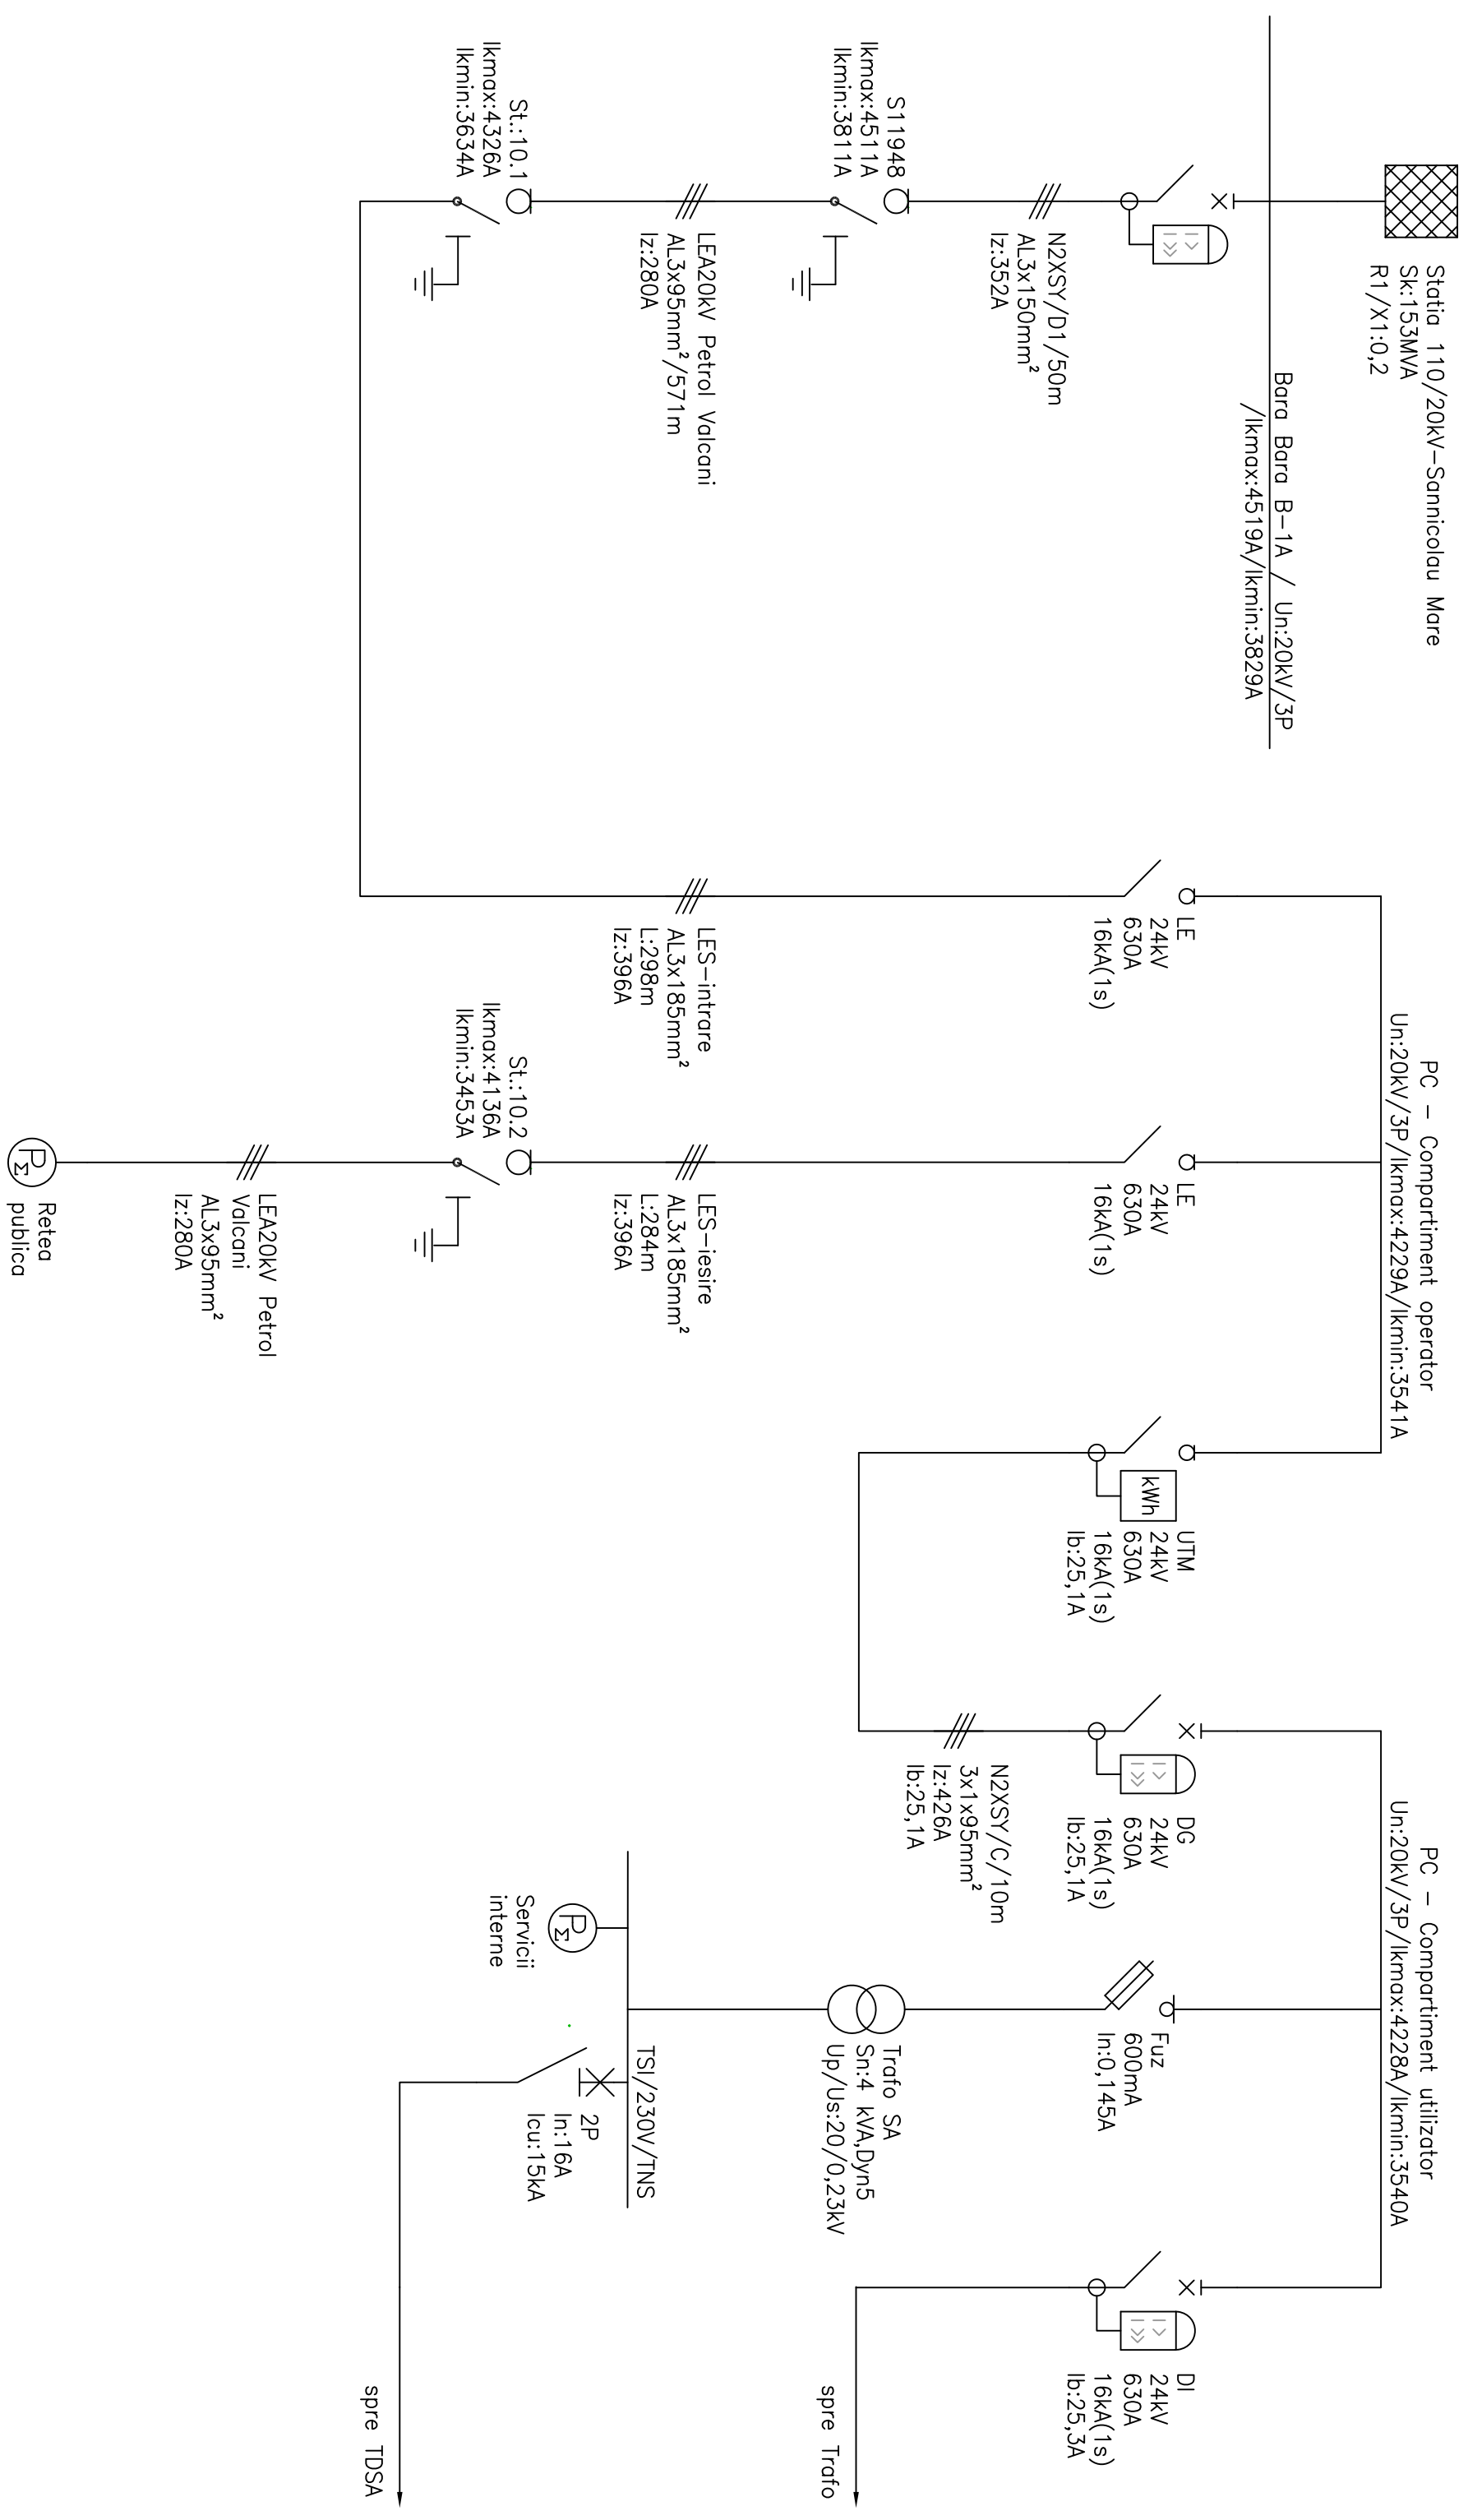 Statia 110/20kV-Sannicolau Mare
Sk:153MVA
R1/X1:0,2
Bara Bara B-1A / Un:20kV/3P
/Ikmax:4519A/Ikmin:3829A
N2XSY/D1/50m
AL3x150mm²
Iz:352A
S11948
Ikmax:4511A
Ikmin:3811A
LEA20kV Petrol Valcani
AL3x95mm²/571m
Iz:280A
St.:10.1
Ikmax:4326A
Ikmin:3634A
PC - Compartiment operator
Un:20kV/3P/Ikmax:4229A/Ikmin:3541A
LE
24kV
630A
16kA(1s)
LES-intrare
AL3x185mm²
L:298m
Iz:396A
LE
24kV
630A
16kA(1s)
LES-iesire
AL3x185mm²
L:284m
Iz:396A
St.:10.2
Ikmax:4136A
Ikmin:3453A
LEA20kV Petrol
Valcani
AL3x95mm²
Iz:280A
PΣ
Retea
publica
kWh
UTM
24kV
630A
16kA(1s)
Ib:25,1A
PC - Compartiment utilizator
Un:20kV/3P/Ikmax:4228A/Ikmin:3540A
I>
I>>
DG
24kV
630A
16kA(1s)
Ib:25,1A
N2XSY/C/10m
3x1x95mm²
Iz:426A
Ib:25,1A
Fuz
600mA
In:0,145A
Trafo SA
Sn:4 kVA,Dyn5
Up/Us:20/0,23kV
TSI/230V/TNS
PΣ
Servicii
interne
2P
In:16A
Icu:15kA
I>
I>>
DI
24kV
630A
16kA(1s)
Ib:25,3A
spre Trafo
spre TDSA
I>
I>>